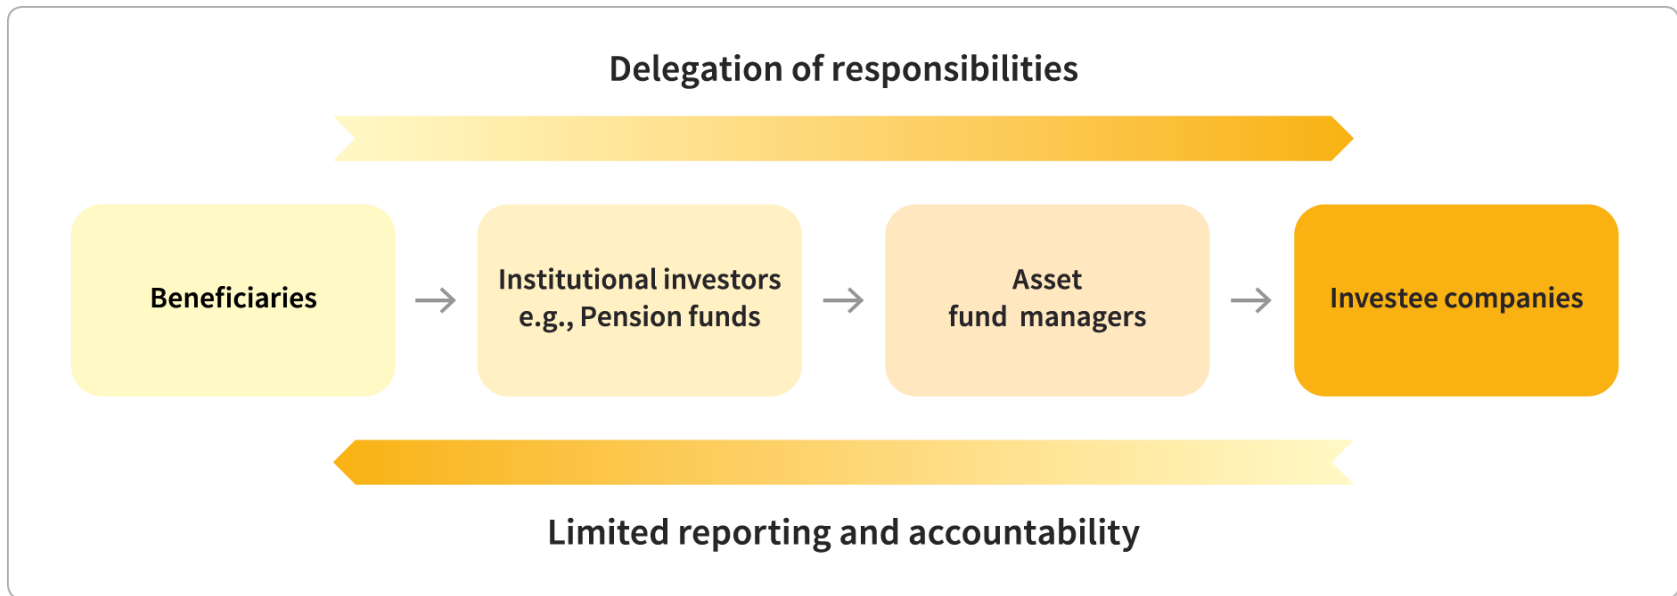 Delegation of responsibilities
Beneficiaries
Institutional investors
e.g., Pension funds
Asset
fund managers
Investee companies
Limited reporting and accountability